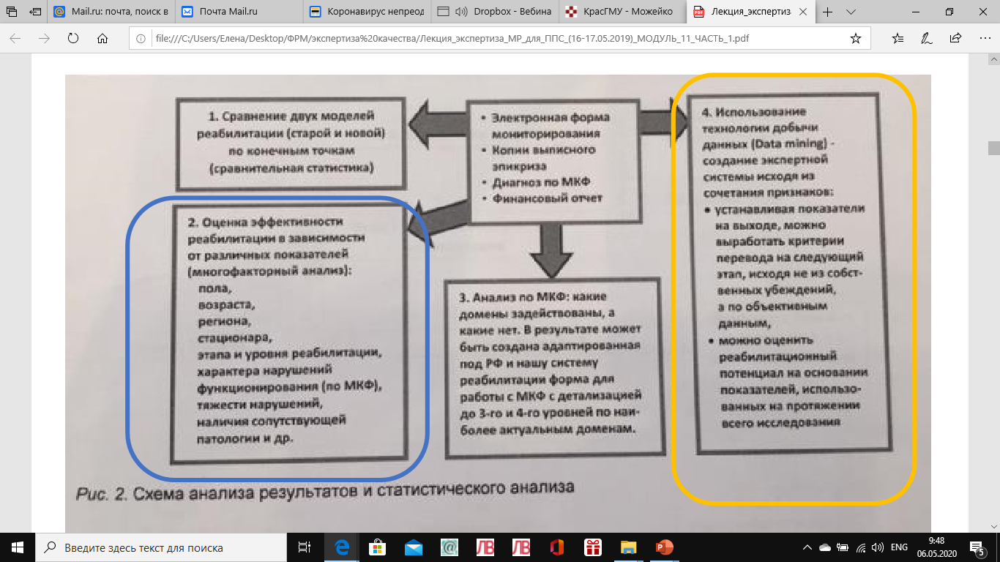 Mail.ru: почта, поиск в
Почта Mail.ru
Коронавирус непреод
Dropbox - Вебина
КрасГМУ - Можейко
Лекция_экспертиза
file:///C:/Users/Елена/Desktop/ФРМ/экспертиза%20качества/Лекция_экспертиза_МР_для_ППС_(16-17.05.2019)_МОДУЛЬ_11_ЧАСТЬ_1.pdf
1. Сравнение двух моделей
реабилитации (старой и новой)
по конечным точкам
(сравнительная статистика)
• Электронная форма
мониторирования
• Копии выписного
эпикриза
• Диагноз по МКФ
• Финансовый отчет
2. Оценка эффективности
реабилитации в зависимости
от различных показателей
(многофакторный анализ):
пола,
возраста,
региона,
стационара,
этапа и уровня реабилитации,
характера нарушений
функционирования (по МКФ),
тяжести нарушений,
наличия сопутствующей
патологии и др.
3. Анализ по МКФ: какие
домены задействованы, а
какие нет. В результате может
быть создана адаптированная
под РФ и нашу систему
реабилитации форма для
работы с МКФ с детализацией
до 3-го и 4-го уровней по наи-
более актуальным доменам.
4. Использование
технологии добычи
данных (Data mining) -
создание экспертной
системы исходя из
сочетания признаков:
• устанавливая показатели
на выходе, можно
выработать критерии
перевода на следующий
этап, исходя не из собст-
венных убеждений,
а по объективным
данным,
• можно оценить
реабилитационный
потенциал на основании
показателей, использо-
ванных на протяжении
всего исследования
Рис. 2. Схема анализа результатов и статистического анализа
Введите здесь текст для поиска
ЛВ
ЛВ
ENG
9:48
06.05.2020
5